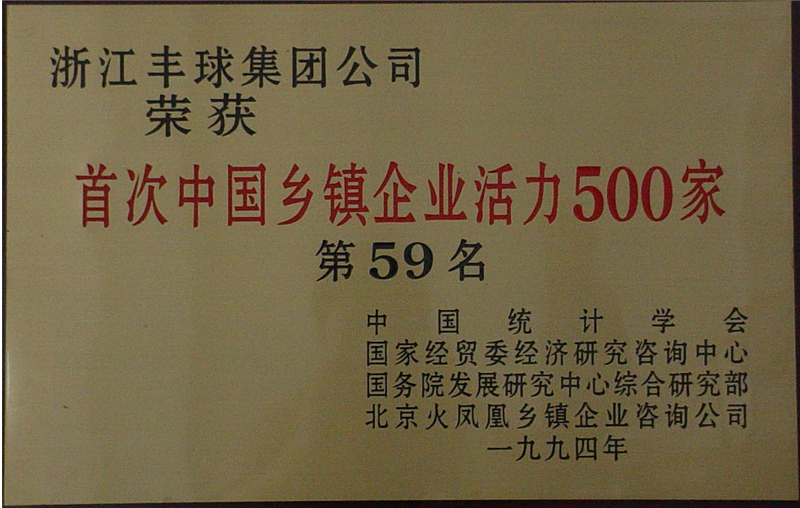 浙江丰球集团公司
荣获
首次中国乡镇企业活力500家
第59名
中国统计学会
国家经贸委经济研究咨询中心
国务院发展研究中心综合研究部
北京火凤凰乡镇企业咨询公司
一九九四年